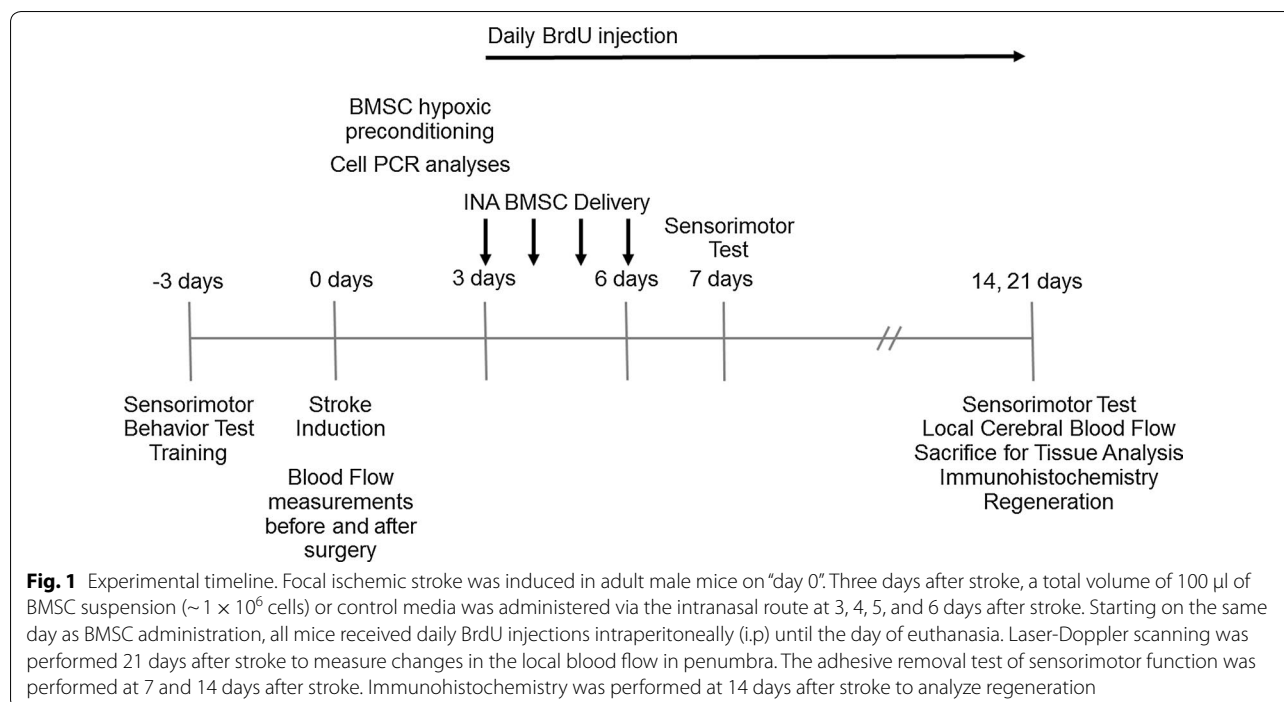 Daily BrdU injection
BMSC hypoxic
preconditioning
Cell PCR analyses
INA BMSC Delivery
Sensorimotor
Test
-3 days
0 days
3 days
6 days
7 days
14, 21 days
Sensorimotor
Behavior Test
Training
Stroke
Induction
Blood Flow
measurements
before and after
surgery
Sensorimotor Test
Local Cerebral Blood Flow
Sacrifice for Tissue Analysis
Immunohistochemistry
Regeneration
Fig. 1 Experimental timeline. Focal ischemic stroke was induced in adult male mice on “day 0”. Three days after stroke, a total volume of 100 µl of
BMSC suspension (~ 1 × 10⁶ cells) or control media was administered via the intranasal route at 3, 4, 5, and 6 days after stroke. Starting on the same
day as BMSC administration, all mice received daily BrdU injections intraperitoneally (i.p) until the day of euthanasia. Laser-Doppler scanning was
performed 21 days after stroke to measure changes in the local blood flow in penumbra. The adhesive removal test of sensorimotor function was
performed at 7 and 14 days after stroke. Immunohistochemistry was performed at 14 days after stroke to analyze regeneration